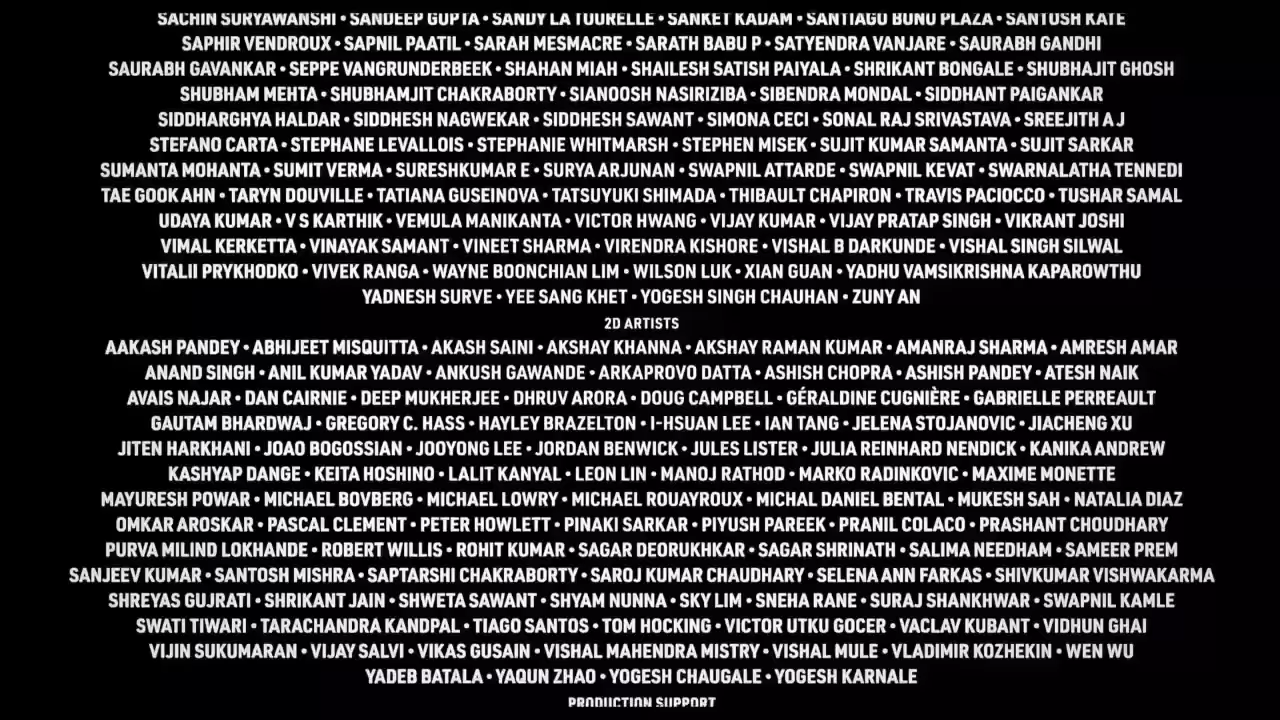 SACHIN SURYAWANSHI • SANDEEP GUPTA • SANDY LA TOURELLE • SANKET KADAM • SANTIAGO BUNU PLAZA • SANTOSH KATE
SAPHIR VENDROUX • SAPNIL PAATIL • SARAH MESMACRE • SARATH BABU P • SATYENDRA VANJARE • SAURABH GANDHI
SAURABH GAVANKAR • SEPPE VANGRUNDERBEEK • SHAHAN MIAH • SHAILESH SATISH PAIYALA • SHRIKANT BONGALE • SHUBHAJIT GHOSH
SHUBHAM MEHTA • SHUBHAMJIT CHAKRABORTY • SIANOOSH NASIRIZIBA • SIBENDRA MONDAL • SIDDHANT PAIGANKAR
SIDDHARGHYA HALDAR • SIDDHESH NAGWEKAR • SIDDHESH SAWANT • SIMONA CECI • SONAL RAJ SRIVASTAVA • SREEJITH A J
STEFANO CARTA • STEPHANE LEVALLOIS • STEPHANIE WHITMARSH • STEPHEN MISEK • SUJIT KUMAR SAMANTA • SUJIT SARKAR
SUMANTA MOHANTA • SUMIT VERMA • SURESHKUMAR E • SURYA ARJUNAN • SWAPNIL ATTARDE • SWAPNIL KEVAT • SWARNALATHA TENNEDI
TAE GOOK AHN • TARYN DOUVILLE • TATIANA GUSEINOVA • TATSUYUKI SHIMADA • THIBAULT CHAPIRON • TRAVIS PACIOCCO • TUSHAR SAMAL
UDAYA KUMAR • V S KARTHIK • VEMULA MANIKANTA • VICTOR HWANG • VIJAY KUMAR • VIJAY PRATAP SINGH • VIKRANT JOSHI
VIMAL KERKETTA • VINAYAK SAMANT • VINEET SHARMA • VIRENDRA KISHORE • VISHAL B DARKUNDE • VISHAL SINGH SILWAL
VITALII PRYKHODKO • VIVEK RANGA • WAYNE BOONCHIAN LIM • WILSON LUK • XIAN GUAN • YADHU VAMSIKRISHNA KAPAROWTHU
YADNESH SURVE • YEE SANG KHET • YOGESH SINGH CHAUHAN • ZUNY AN
2D ARTISTS
AAKASH PANDEY • ABHIJEET MISQUITTA • AKASH SAINI • AKSHAY KHANNA • AKSHAY RAMAN KUMAR • AMANRAJ SHARMA • AMRESH AMAR
ANAND SINGH • ANIL KUMAR YADAV • ANKUSH GAWANDE • ARKAPROVO DATTA • ASHISH CHOPRA • ASHISH PANDEY • ATESH NAIK
AVAIS NAJAR • DAN CAIRNIE • DEEP MUKHERJEE • DHRUV ARORA • DOUG CAMPBELL • GÉRALDINE CUGNIÈRE • GABRIELLE PERREAULT
GAUTAM BHARDWAJ • GREGORY C. HASS • HAYLEY BRAZELTON • I-HSUAN LEE • IAN TANG • JELENA STOJANOVIC • JIACHENG XU
JITEN HARKHANI • JOAO BOGOSSIAN • JOOYONG LEE • JORDAN BENWICK • JULES LISTER • JULIA REINHARD NENDICK • KANIKA ANDREW
KASHYAP DANGE • KEITA HOSHINO • LALIT KANYAL • LEON LIN • MANOJ RATHOD • MARKO RADINKOVIC • MAXIME MONETTE
MAYURESH POWAR • MICHAEL BOVBERG • MICHAEL LOWRY • MICHAEL ROUAYROUX • MICHAL DANIEL BENTAL • MUKESH SAH • NATALIA DIAZ
OMKAR AROSKAR • PASCAL CLEMENT • PETER HOWLETT • PINAKI SARKAR • PIYUSH PAREEK • PRANIL COLACO • PRASHANT CHOUDHARY
PURVA MILIND LOKHANDE • ROBERT WILLIS • ROHIT KUMAR • SAGAR DEORUKHKAR • SAGAR SHRINATH • SALIMA NEEDHAM • SAMEER PREM
SANJEEV KUMAR • SANTOSH MISHRA • SAPTARSHI CHAKRABORTY • SAROJ KUMAR CHAUDHARY • SELENA ANN FARKAS • SHIVKUMAR VISHWAKARMA
SHREYAS GUJRATI • SHRIKANT JAIN • SHWETA SAWANT • SHYAM NUNNA • SKY LIM • SNEHA RANE • SURAJ SHANKHWAR • SWAPNIL KAMLE
SWATI TIWARI • TARACHANDRA KANDPAL • TIAGO SANTOS • TOM HOCKING • VICTOR UTKU GOCER • VACLAV KUBANT • VIDHUN GHAI
VIJIN SUKUMARAN • VIJAY SALVI • VIKAS GUSAIN • VISHAL MAHENDRA MISTRY • VISHAL MULE • VLADIMIR KOZHEKIN • WEN WU
YADEB BATALA • YAQUN ZHAO • YOGESH CHAUGALE • YOGESH KARNALE
PRODUCTION SUPPORT